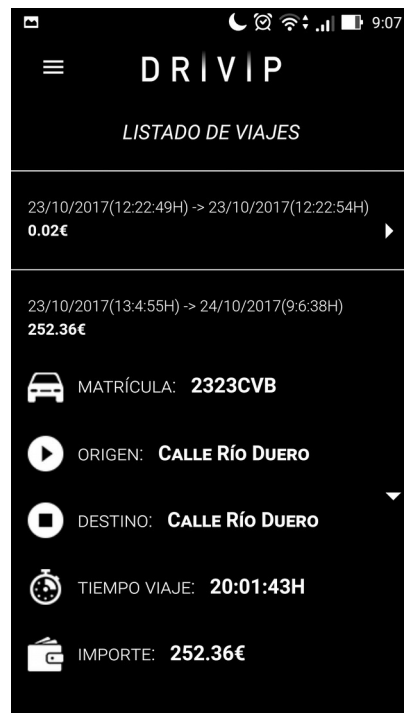 9:07
DRIVIP
LISTADO DE VIAJES
23/10/2017(12:22:49H) -> 23/10/2017(12:22:54H)
0.02€
23/10/2017(13:4:55H) -> 24/10/2017(9:6:38H)
252.36€
MATRÍCULA: 2323CVB
ORIGEN: CALLE RÍO DUERO
DESTINO: CALLE RÍO DUERO
TIEMPO VIAJE: 20:01:43H
IMPORTE: 252.36€